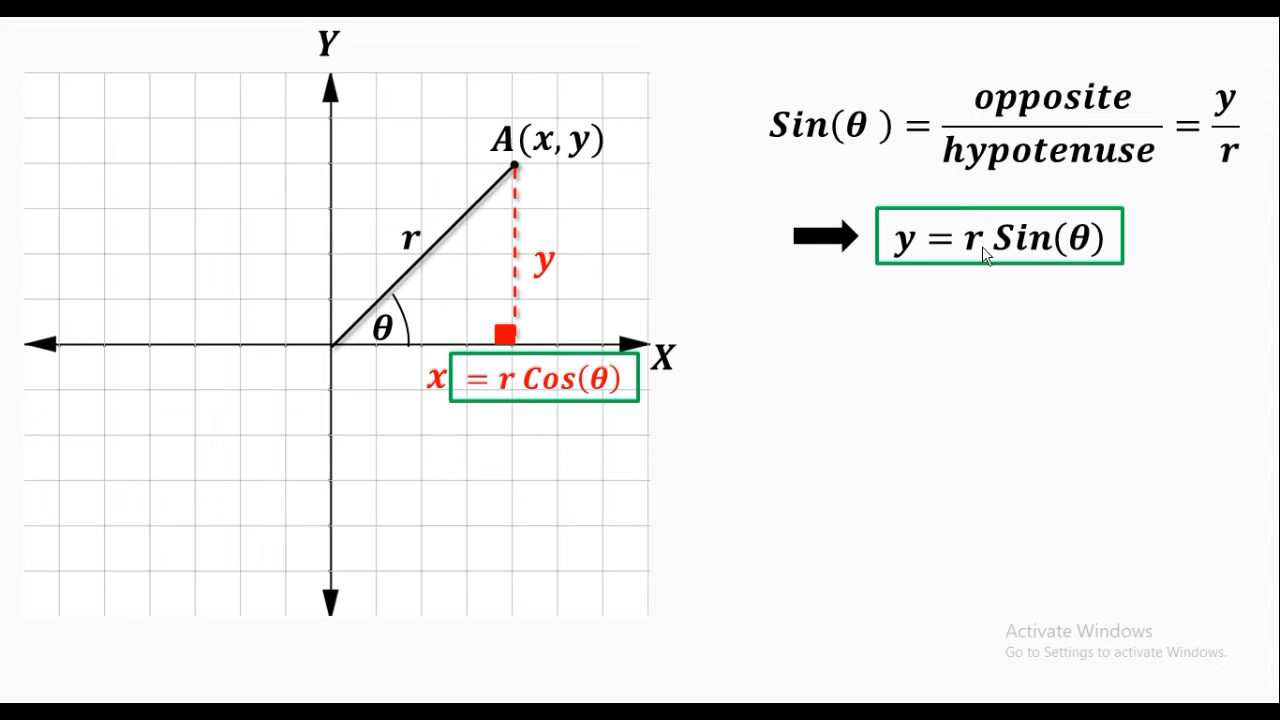 Y
A(x, y)
r
y
θ
X
x = r Cos(θ)
Sin(θ ) = opposite / hypotenuse = y / r
y = r Sin(θ)
Activate Windows
Go to Settings to activate Windows.